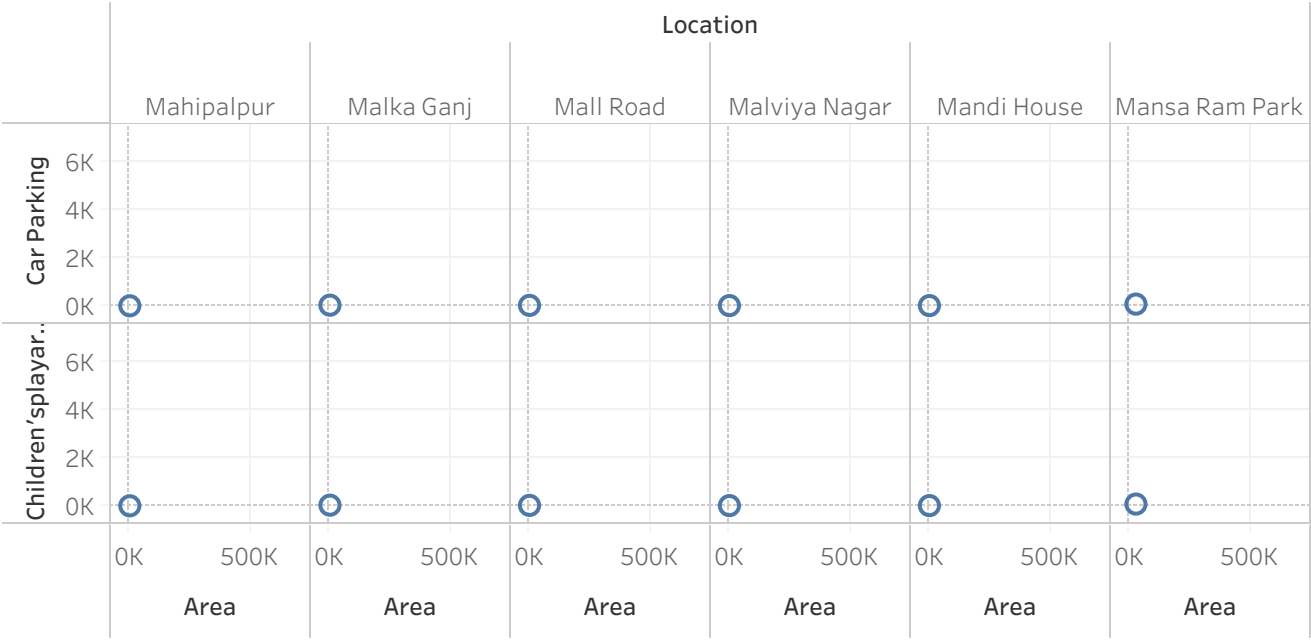 Location
Mahipalpur Malka Ganj Mall Road Malviya Nagar Mandi House Mansa Ram Park
Car Parking
6K
4K
2K
0K
Children'splayar..
6K
4K
2K
0K
0K 500K 0K 500K 0K 500K 0K 500K 0K 500K 0K 500K
Area Area Area Area Area Area